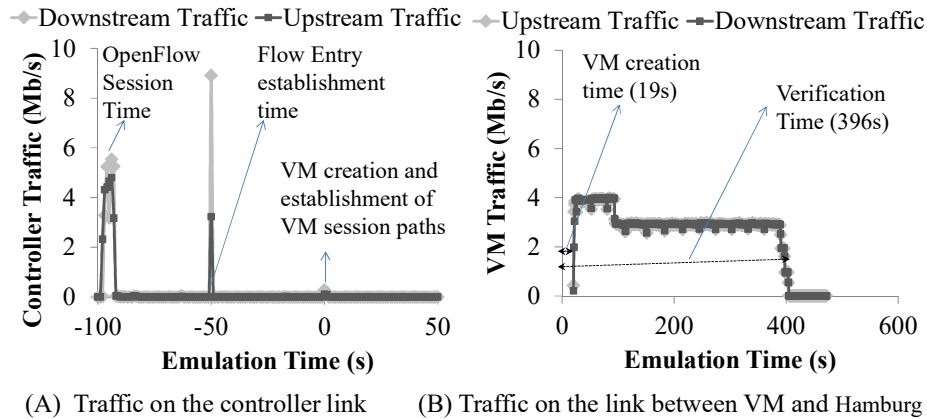 Downstream Traffic Upstream Traffic
Upstream Traffic Downstream Traffic
Controller Traffic (Mb/s)
10
8
6
4
2
0
-100
-50
0
50
Emulation Time (s)
OpenFlow
Session
Time
Flow Entry
establishment
time
VM creation and
establishment of
VM session paths
(A) Traffic on the controller link
VM Traffic (Mb/s)
10
8
6
4
2
0
0
200
400
600
Emulation Time (s)
VM creation
time (19s)
Verification
Time (396s)
(B) Traffic on the link between VM and Hamburg